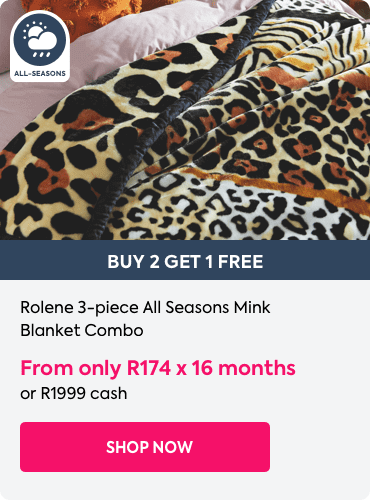 ALL-SEASONS
BUY 2 GET 1 FREE
Rolene 3-piece All Seasons Mink
Blanket Combo
From only R174 x 16 months
or R1999 cash
SHOP NOW